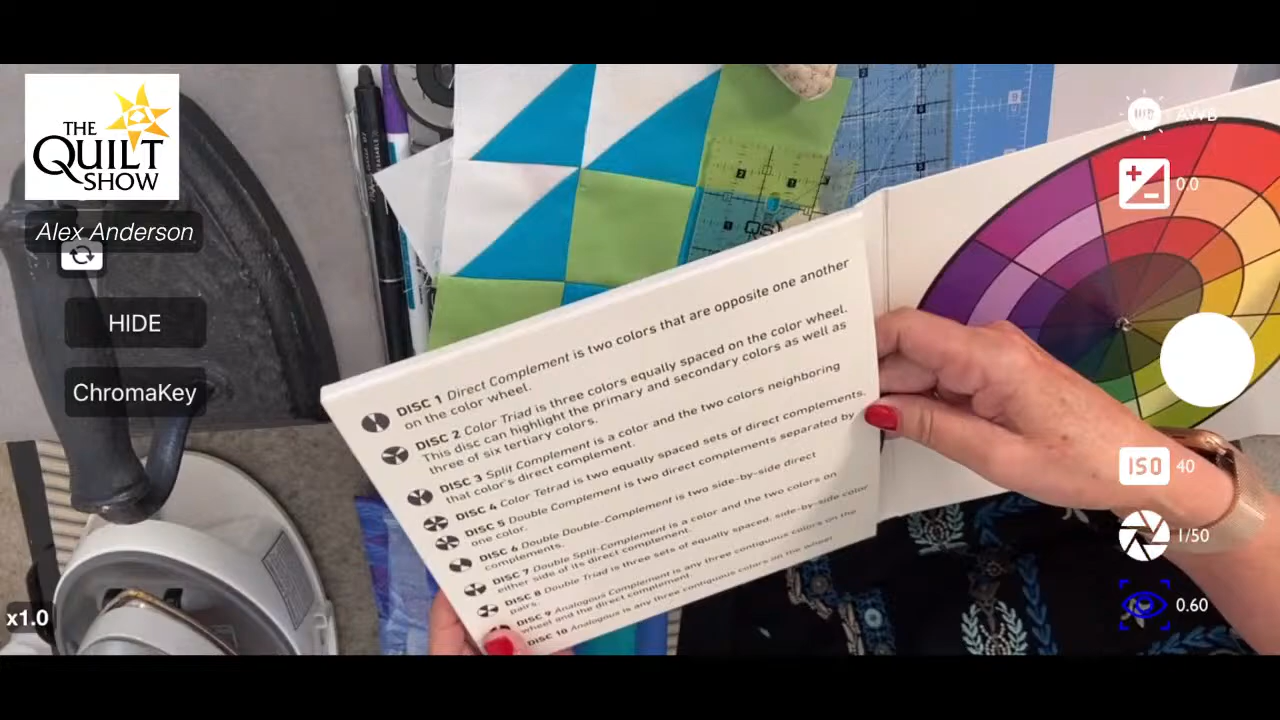 THE
QUILT
SHOW
Alex Anderson
HIDE
ChromaKey
x1.0
AWB
0.0
ISO 40
1/50
0.60
DISC 1 Direct Complement is two colors that are opposite one another
on the color wheel.
DISC 2 Color Triad is three colors equally spaced on the color wheel.
This disc can highlight the primary and secondary colors as well as
three of six tertiary colors.
DISC 3 Split Complement is a color and the two colors neighboring
that color's direct complement.
DISC 4 Color Tetrad is two equally spaced sets of direct complements.
DISC 5 Double Complement is two direct complements separated by
one color.
DISC 6 Double Double-Complement is two side-by-side direct
complements.
DISC 7 Double Split-Complement is a color and the two colors on
either side of its direct complement.
DISC 8 Double Triad is three sets of equally spaced, side-by-side color
pairs.
DISC 9 Analogous Complement is any three contiguous colors on the
wheel and the direct complement.
DISC 10 Analogous is any three contiguous colors on the wheel